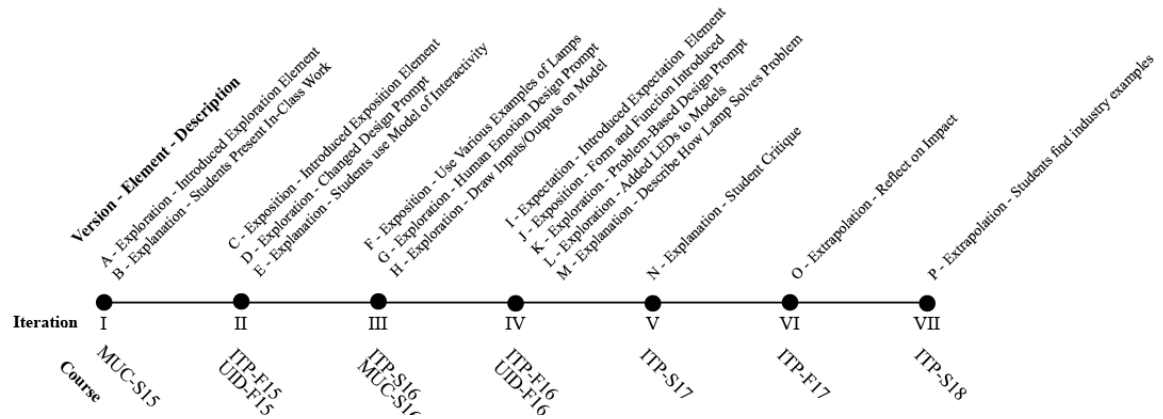 Version - Element - Description
A - Exploration - Introduced Exploration Element
B - Explanation - Students Present In-Class Work
C - Exposition - Introduced Exposition Element
D - Exploration - Changed Design Prompt
E - Explanation - Students use Model of Interactivity
F - Exposition - Use Various Examples of Lamps
G - Exploration - Human Emotion Design Prompt
H - Exploration - Draw Inputs/Outputs on Model
I - Expectation - Introduced Expectation Element
J - Exposition - Form and Function Introduced
K - Exploration - Problem-Based Design Prompt
L - Exploration - Added LEDs to Models
M - Explanation - Describe How Lamp Solves Problem
N - Explanation - Student Critique
O - Extrapolation - Reflect on Impact
P - Extrapolation - Students find industry examples
Iteration
I
II
III
IV
V
VI
VII
Course
MUC-S15
ITP-F15
UID-F15
ITP-S16
MUC-S16
ITP-F16
UID-F16
ITP-S17
ITP-F17
ITP-S18